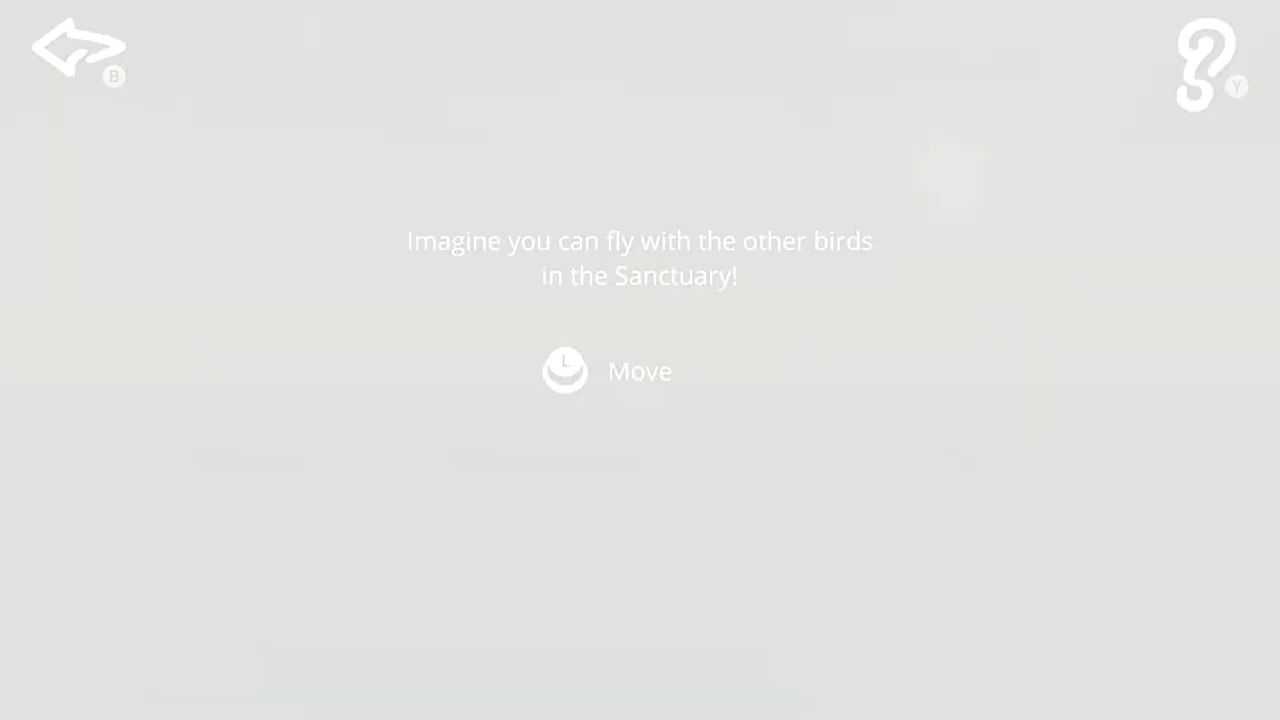 B
Y
Imagine you can fly with the other birds
in the Sanctuary!
L Move